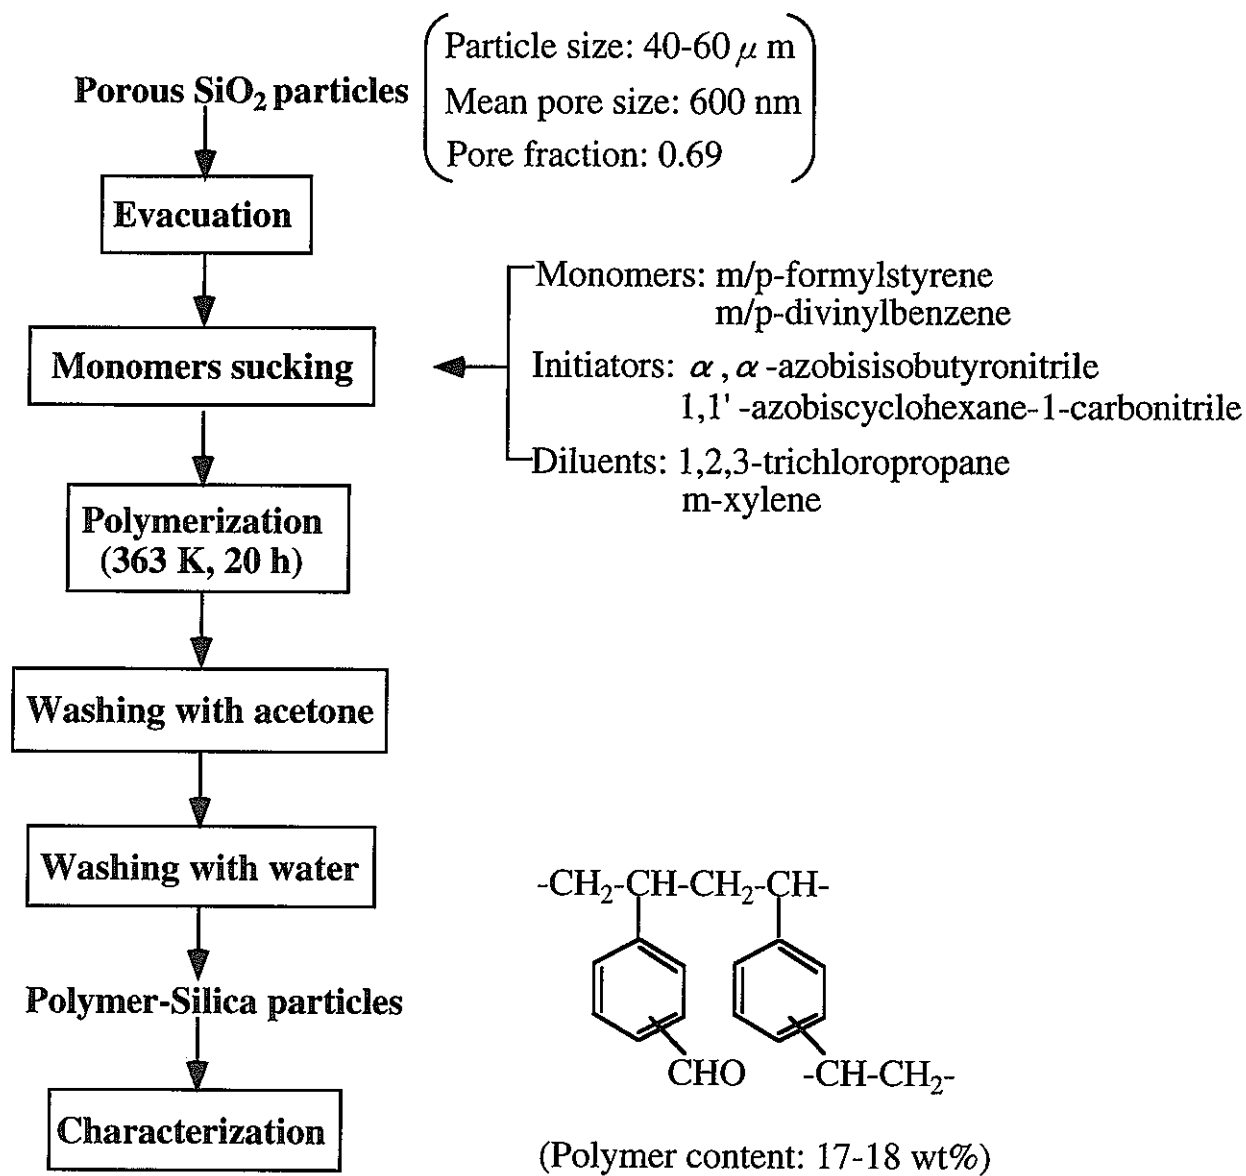 Porous SiO₂ particles
Particle size: 40-60 μ m
Mean pore size: 600 nm
Pore fraction: 0.69
Evacuation
Monomers sucking
Monomers: m/p-formylstyrene
m/p-divinylbenzene
Initiators: α, α -azobisisobutyronitrile
1,1' -azobiscyclohexane-1-carbonitrile
Diluents: 1,2,3-trichloropropane
m-xylene
Polymerization
(363 K, 20 h)
Washing with acetone
Washing with water
Polymer-Silica particles
Characterization
-CH₂-CH-CH₂-CH-
CHO
-CH-CH₂-
(Polymer content: 17-18 wt%)